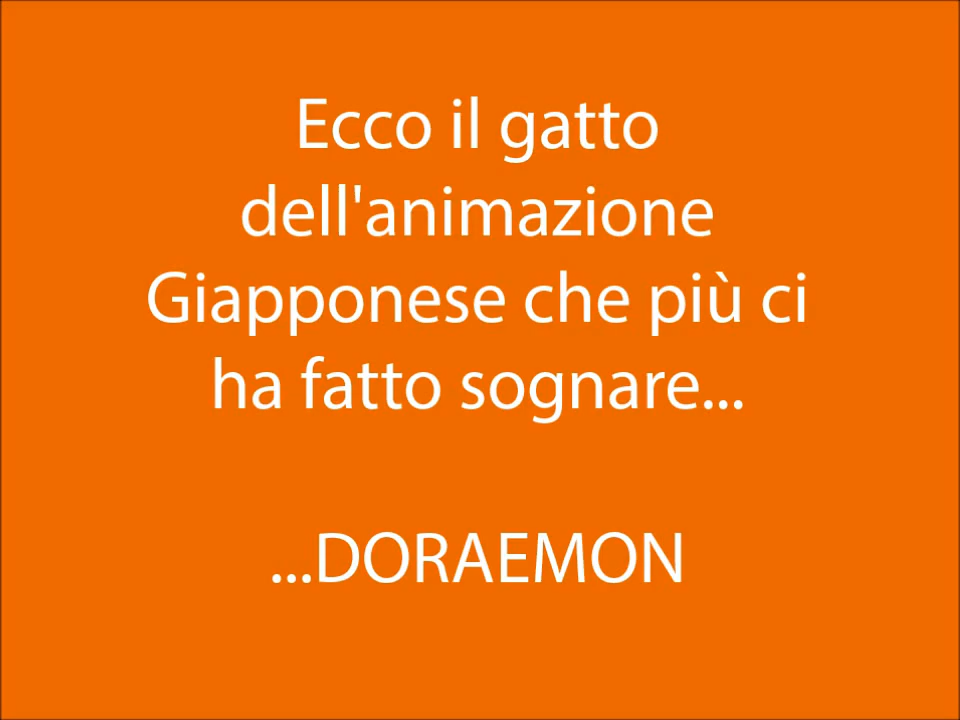 Ecco il gatto
dell'animazione
Giapponese che più ci
ha fatto sognare...
...DORAEMON